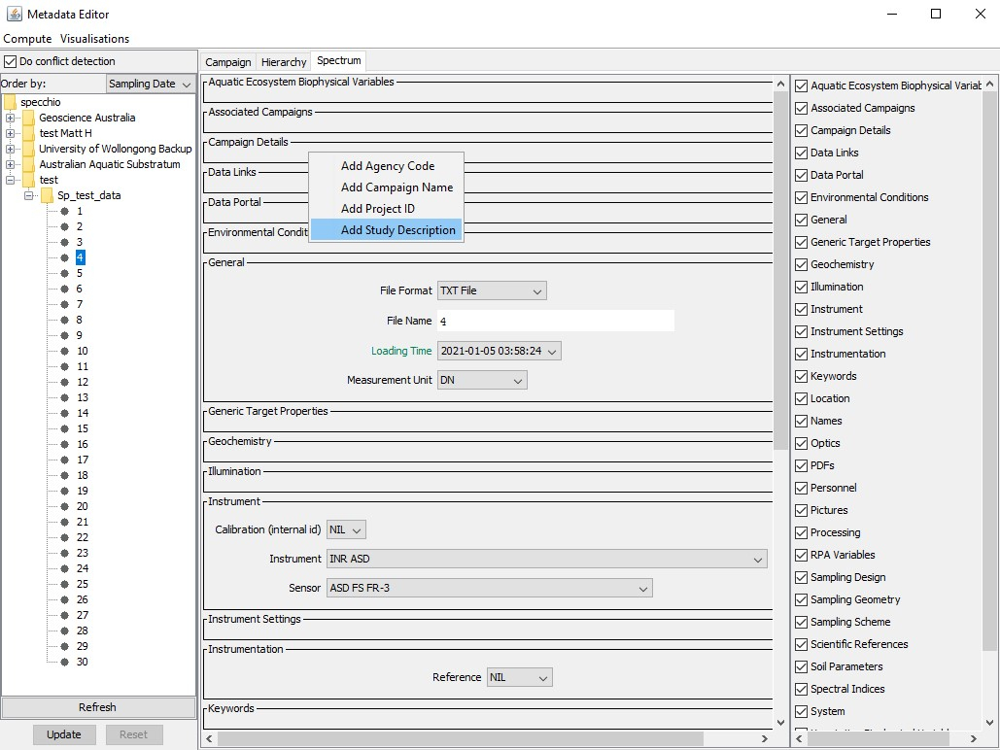 Metadata Editor
Compute Visualisations
Do conflict detection
Order by: Sampling Date
specchio
Geoscience Australia
test Matt H
University of Wollongong Backup
Australian Aquatic Substratum
test
Sp_test_data
1
2
3
4
5
6
7
8
9
10
11
12
13
14
15
16
17
18
19
20
21
22
23
24
25
26
27
28
29
30
Refresh
Update Reset
Campaign Hierarchy Spectrum
Aquatic Ecosystem Biophysical Variables
Associated Campaigns
Campaign Details
Data Links
Data Portal
Environmental Condit
Add Agency Code
Add Campaign Name
Add Project ID
Add Study Description
General
File Format TXT File
File Name 4
Loading Time 2021-01-05 03:58:24
Measurement Unit DN
Generic Target Properties
Geochemistry
Illumination
Instrument
Calibration (internal id) NIL
Instrument INR ASD
Sensor ASD FS FR-3
Instrument Settings
Instrumentation
Reference NIL
Keywords
Aquatic Ecosystem Biophysical Variab
Associated Campaigns
Campaign Details
Data Links
Data Portal
Environmental Conditions
General
Generic Target Properties
Geochemistry
Illumination
Instrument
Instrument Settings
Instrumentation
Keywords
Location
Names
Optics
PDFs
Personnel
Pictures
Processing
RPA Variables
Sampling Design
Sampling Geometry
Sampling Scheme
Scientific References
Soil Parameters
Spectral Indices
System